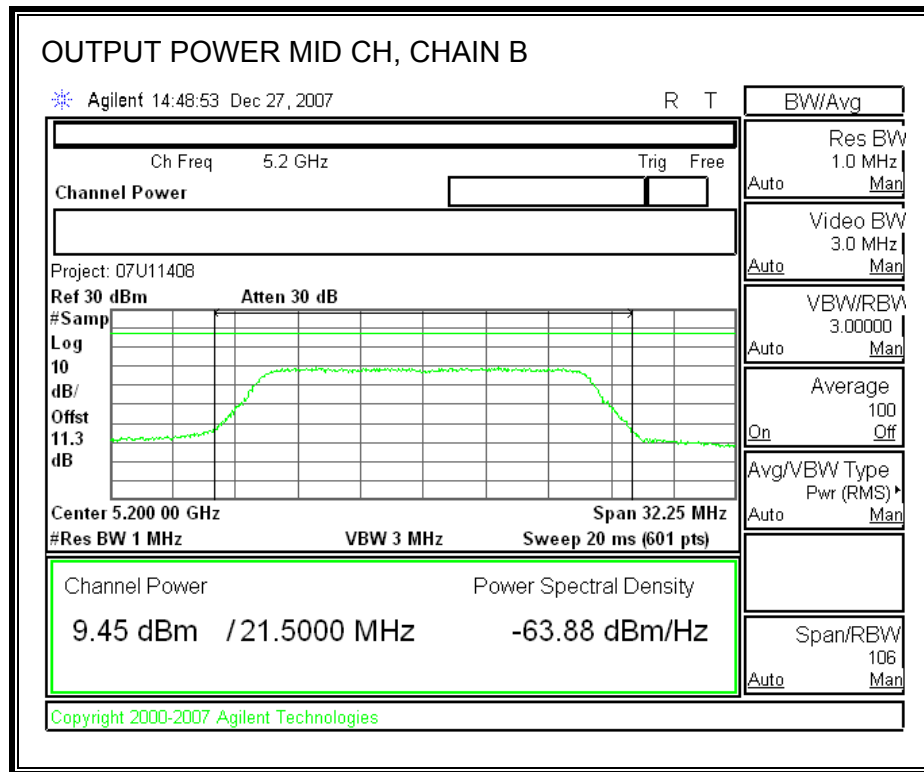 OUTPUT POWER MID CH, CHAIN B
Agilent 14:48:53 Dec 27, 2007 R T
BW/Avg
Ch Freq 5.2 GHz Trig Free
Channel Power
Res BW
1.0 MHz
Auto Man
Video BW
3.0 MHz
Auto Man
VBW/RBW
3.00000
Auto Man
Average
100
On Off
Avg/VBW Type
Pwr (RMS)
Auto Man
Span/RBW
106
Auto Man
Project: 07U11408
Ref 30 dBm Atten 30 dB
#Samp
Log
10
dB/
Offst
11.3
dB
Center 5.200 00 GHz Span 32.25 MHz
#Res BW 1 MHz VBW 3 MHz Sweep 20 ms (601 pts)
Channel Power Power Spectral Density
9.45 dBm / 21.5000 MHz -63.88 dBm/Hz
Copyright 2000-2007 Agilent Technologies